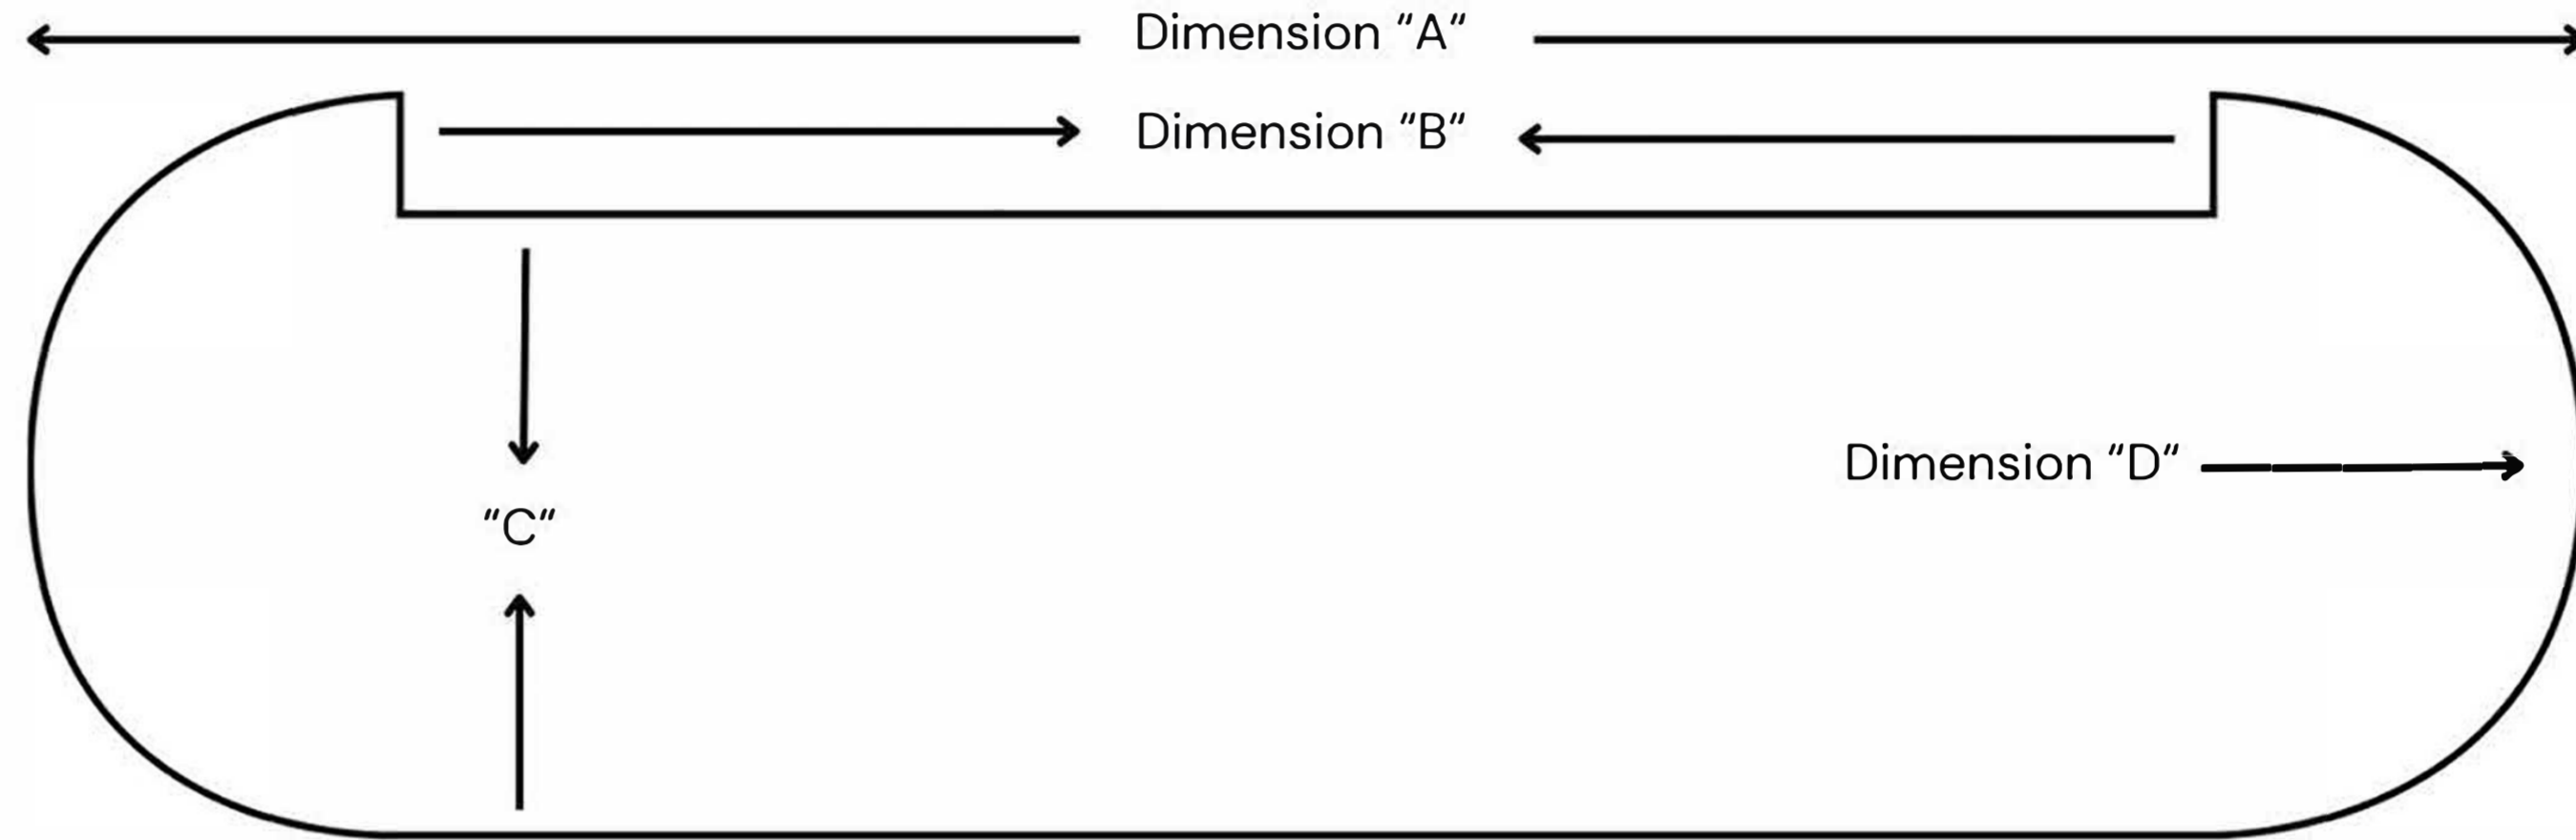 Dimension “A”
Dimension “B”
Dimension “D”
“C”